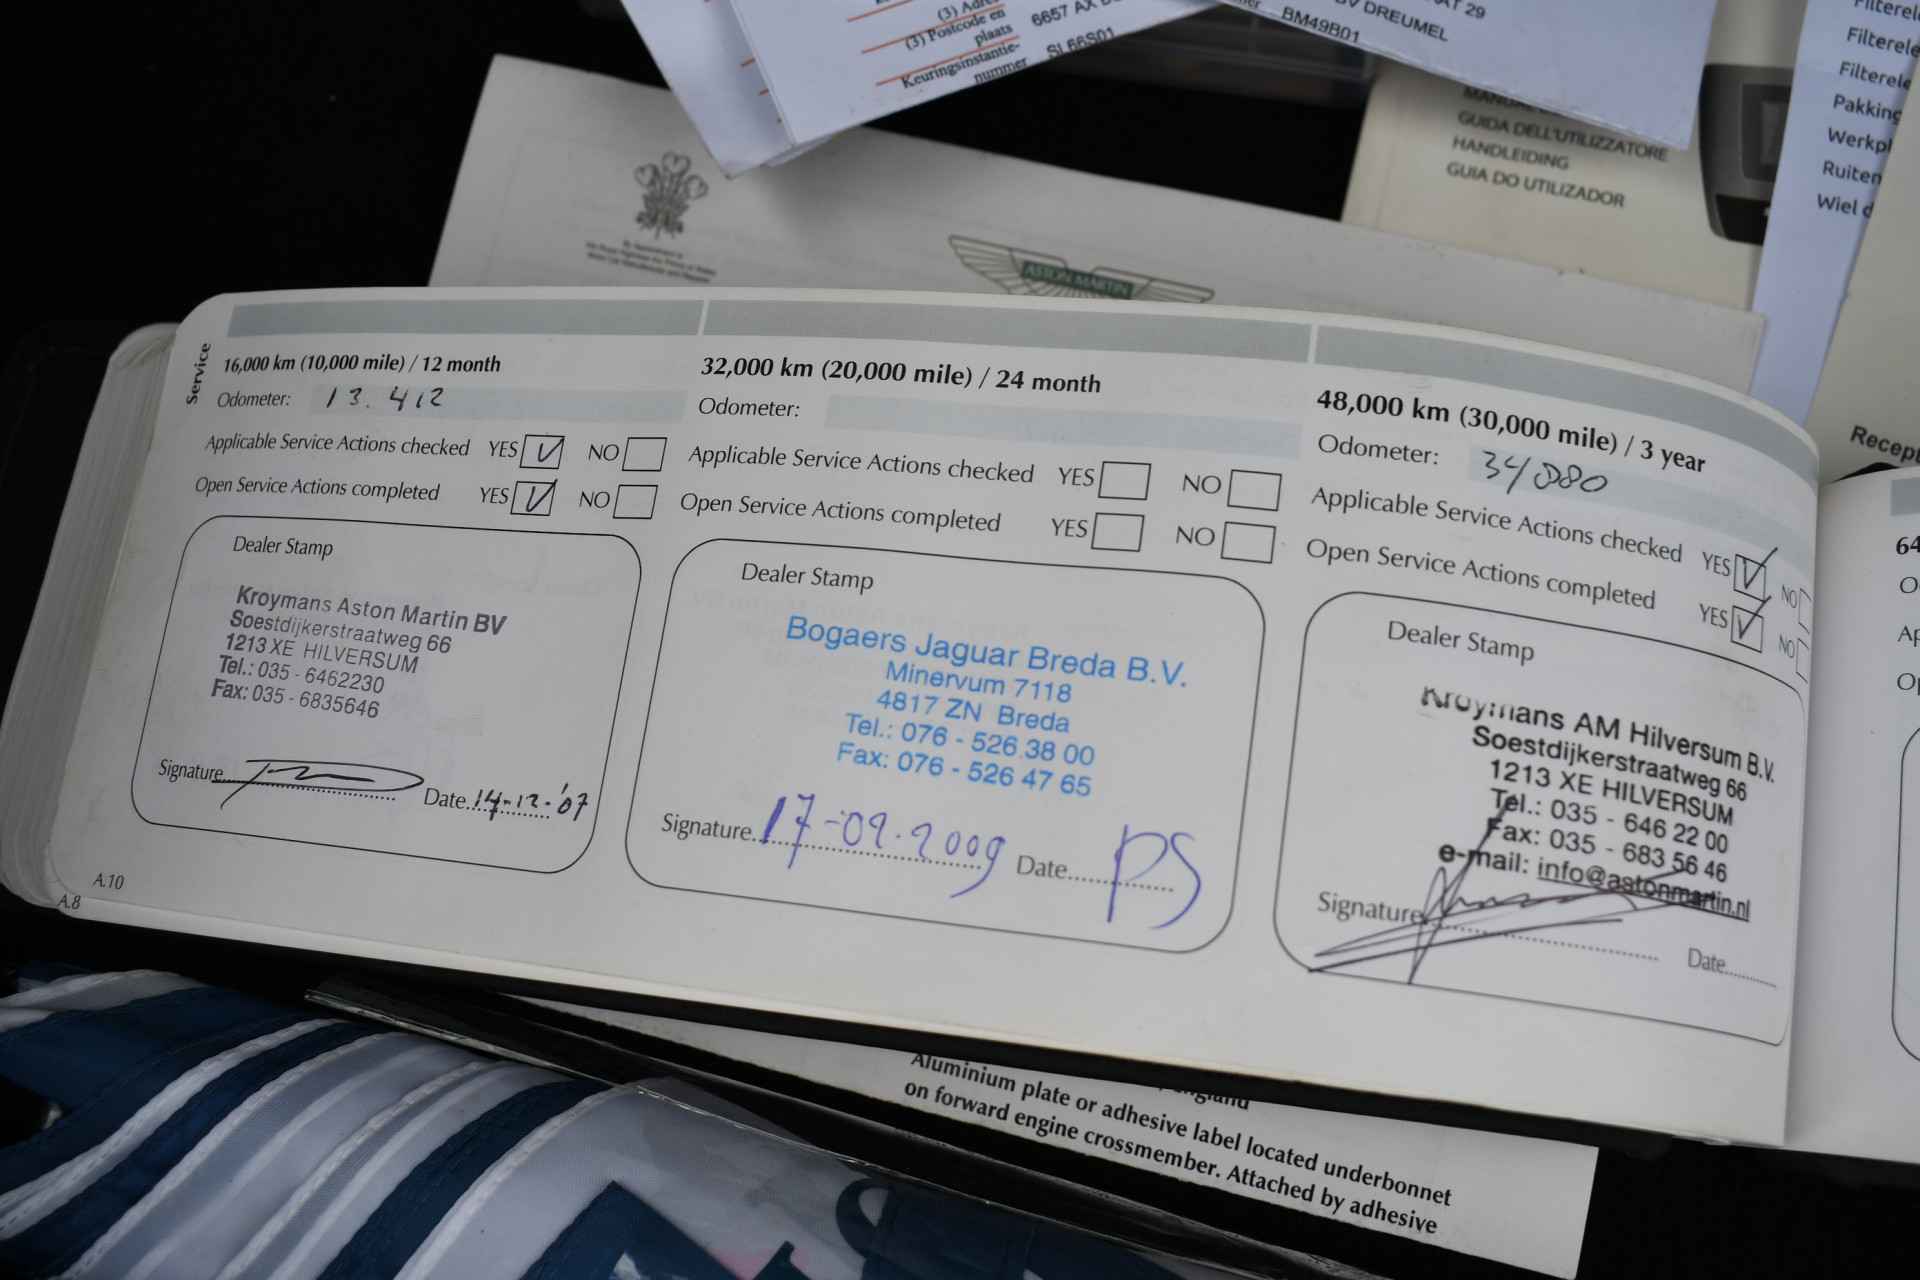 (3) Postcode en
plaats
6657 AX
Keuringsinstantie-
nummer
SL66S01
29
BV DREUMEL
BM49B01
GUIDA DELL'UTILIZZATORE
HANDLEIDING
GUIA DO UTILIZADOR
Pakking
Ruiten
Wiel d
ASTON MARTIN
Service
16,000 km (10,000 mile) / 12 month
Odometer: 13.412
Applicable Service Actions checked YES NO
Open Service Actions completed YES NO
Dealer Stamp
Kroymans Aston Martin BV
Soestdijkerstraatweg 66
1213 XE HILVERSUM
Tel.: 035 - 6462230
Fax: 035 - 6835646
Signature Date 14-12-'07
A.10
A.8
32,000 km (20,000 mile) / 24 month
Odometer:
Applicable Service Actions checked YES NO
Open Service Actions completed YES NO
Dealer Stamp
Bogaers Jaguar Breda B.V.
Minervum 7118
4817 ZN Breda
Tel.: 076 - 526 38 00
Fax: 076 - 526 47 65
Signature 17-09-2009 Date PS
48,000 km (30,000 mile) / 3 year
Odometer: 34880
Applicable Service Actions checked YES NO
Open Service Actions completed YES NO
Dealer Stamp
Kroymans AM Hilversum B.V.
Soestdijkerstraatweg 66
1213 XE HILVERSUM
Tel.: 035 - 646 22 00
Fax: 035 - 683 56 46
e-mail: info@astonmartin.nl
Signature Date
Recept
64
Aluminium plate or adhesive label located underbonnet
on forward engine crossmember. Attached by adhesive